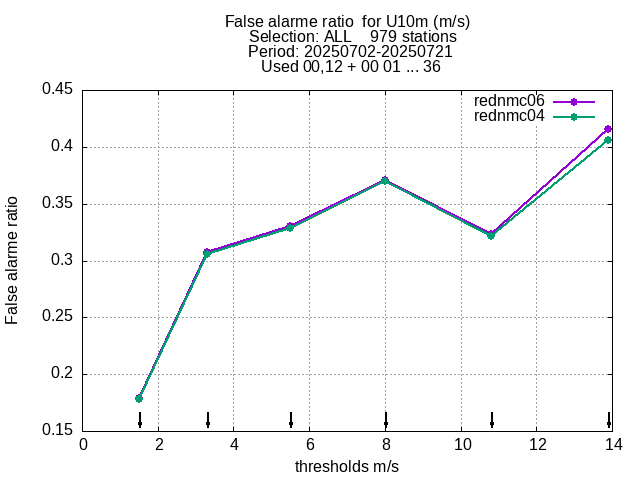 False alarme ratio  for U10m (m/s)
Selection: ALL    979 stations
Period: 20250702-20250721
Used 00,12 + 00 01 ... 36
rednmc06
rednmc04
False alarme ratio
0.45
0.4
0.35
0.3
0.25
0.2
0.15
0 2 4 6 8 10 12 14
thresholds m/s